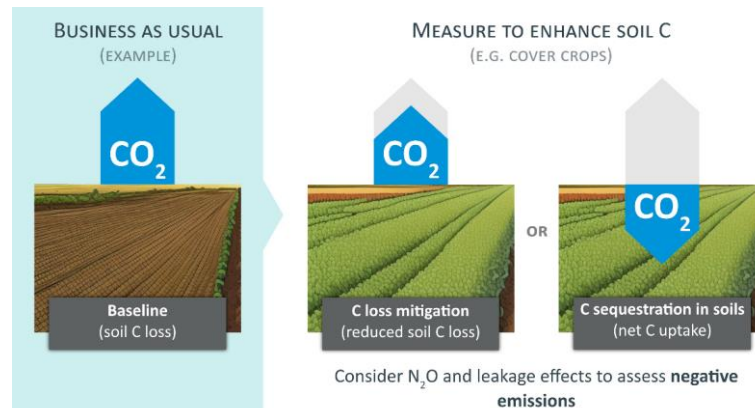 BUSINESS AS USUAL
(EXAMPLE)
CO₂
Baseline
(soil C loss)
MEASURE TO ENHANCE SOIL C
(E.G. COVER CROPS)
CO₂
C loss mitigation
(reduced soil C loss)
OR
CO₂
C sequestration in soils
(net C uptake)
Consider N₂O and leakage effects to assess negative
emissions